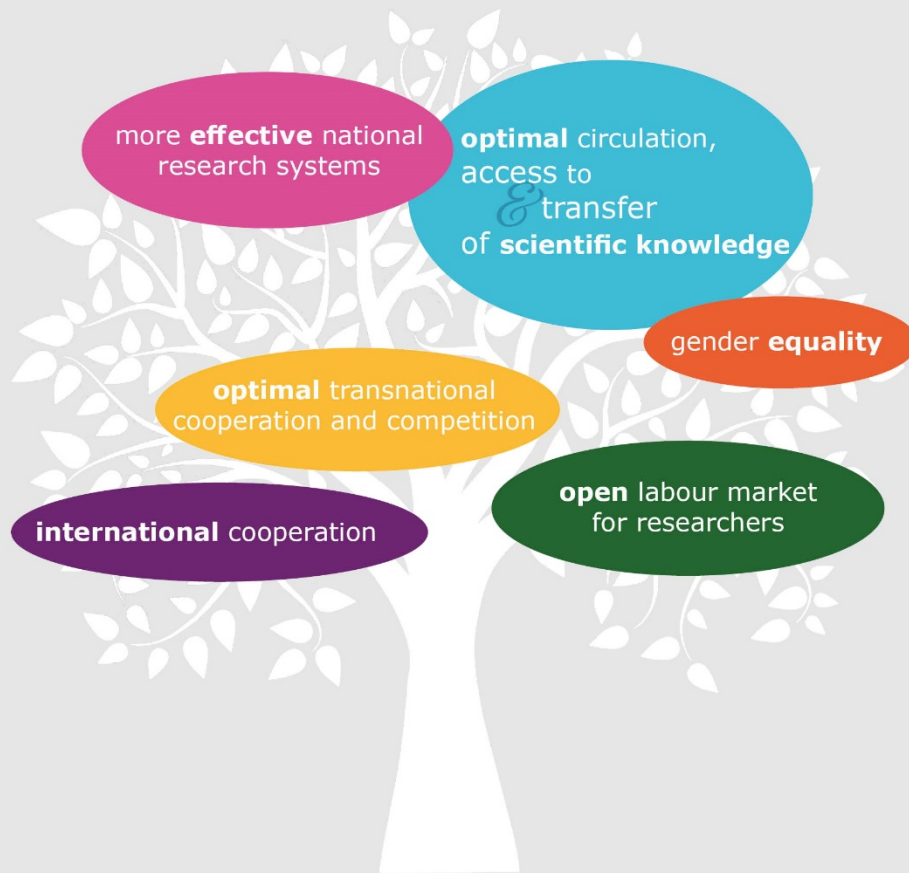 more effective national
research systems
optimal circulation,
access to
& transfer
of scientific knowledge
gender equality
optimal transnational
cooperation and competition
open labour market
for researchers
international cooperation